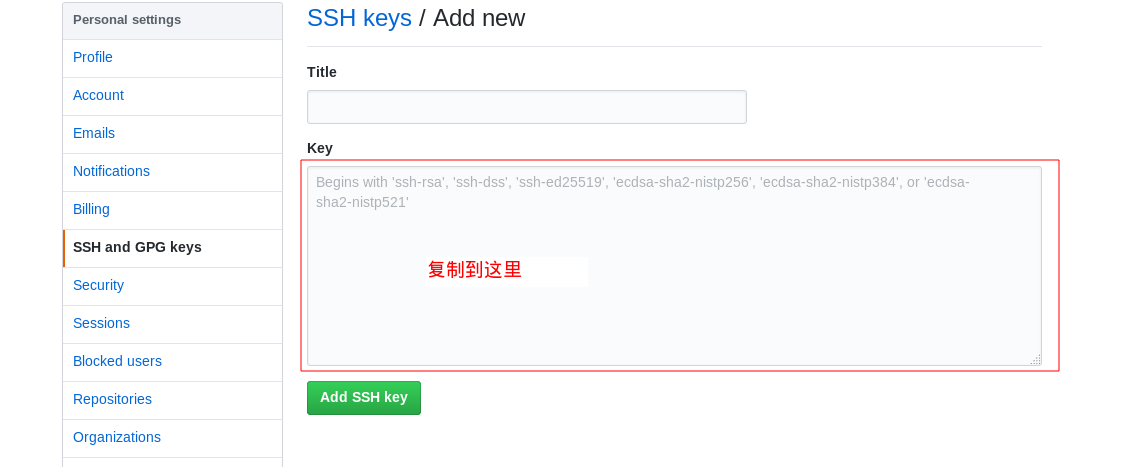 Personal settings
Profile
Account
Emails
Notifications
Billing
SSH and GPG keys
Security
Sessions
Blocked users
Repositories
Organizations
SSH keys / Add new
Title
Key
Begins with 'ssh-rsa', 'ssh-dss', 'ssh-ed25519', 'ecdsa-sha2-nistp256', 'ecdsa-sha2-nistp384', or 'ecdsa-
sha2-nistp521'
复制到这里
Add SSH key